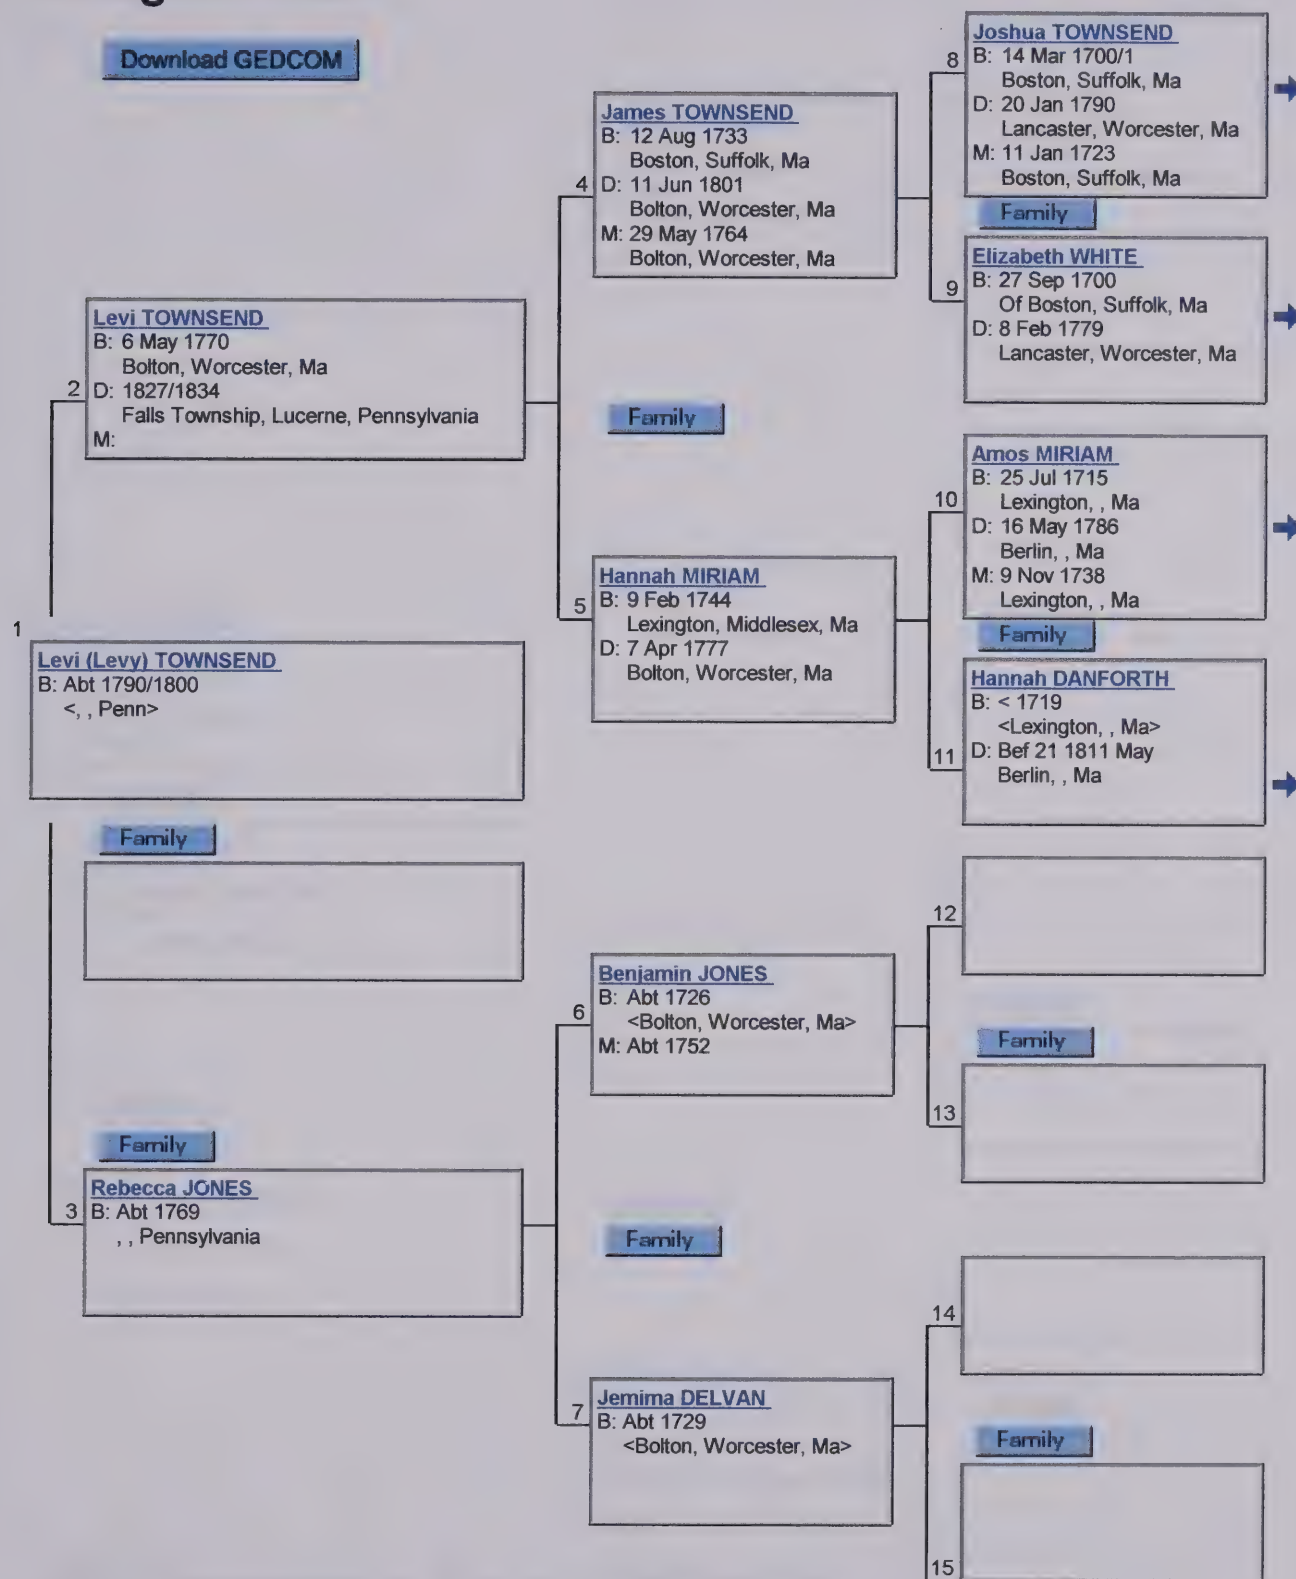 Download GEDCOM
1
Levi (Levy) TOWNSEND
B: Abt 1790/1800
<, , Penn>
Family
2
Levi TOWNSEND
B: 6 May 1770
Bolton, Worcester, Ma
D: 1827/1834
Falls Township, Lucerne, Pennsylvania
M:
Family
3
Rebecca JONES
B: Abt 1769
, , Pennsylvania
4
James TOWNSEND
B: 12 Aug 1733
Boston, Suffolk, Ma
D: 11 Jun 1801
Bolton, Worcester, Ma
M: 29 May 1764
Bolton, Worcester, Ma
Family
5
Hannah MIRIAM
B: 9 Feb 1744
Lexington, Middlesex, Ma
D: 7 Apr 1777
Bolton, Worcester, Ma
6
Benjamin JONES
B: Abt 1726
<Bolton, Worcester, Ma>
M: Abt 1752
Family
7
Jemima DELVAN
B: Abt 1729
<Bolton, Worcester, Ma>
8
Joshua TOWNSEND
B: 14 Mar 1700/1
Boston, Suffolk, Ma
D: 20 Jan 1790
Lancaster, Worcester, Ma
M: 11 Jan 1723
Boston, Suffolk, Ma
Family
9
Elizabeth WHITE
B: 27 Sep 1700
Of Boston, Suffolk, Ma
D: 8 Feb 1779
Lancaster, Worcester, Ma
10
Amos MIRIAM
B: 25 Jul 1715
Lexington, , Ma
D: 16 May 1786
Berlin, , Ma
M: 9 Nov 1738
Lexington, , Ma
Family
11
Hannah DANFORTH
B: < 1719
<Lexington, , Ma>
D: Bef 21 1811 May
Berlin, , Ma
12
Family
13
14
Family
15